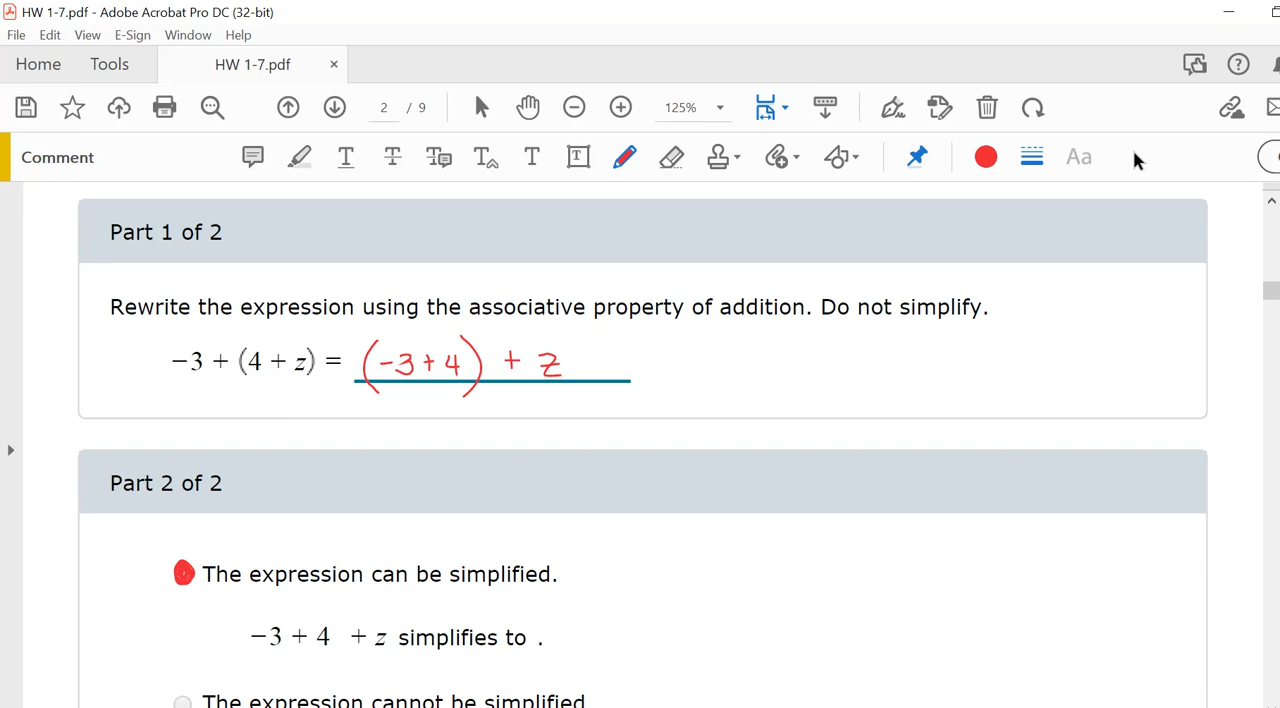 HW 1-7.pdf - Adobe Acrobat Pro DC (32-bit)
File Edit View E-Sign Window Help
Home Tools HW 1-7.pdf ×
2 / 9 125%
Comment Aa
Part 1 of 2
Rewrite the expression using the associative property of addition. Do not simplify.
−3 + (4 + z) = (-3+4) + z
Part 2 of 2
The expression can be simplified.
−3 + 4 + z simplifies to .
The expression cannot be simplified